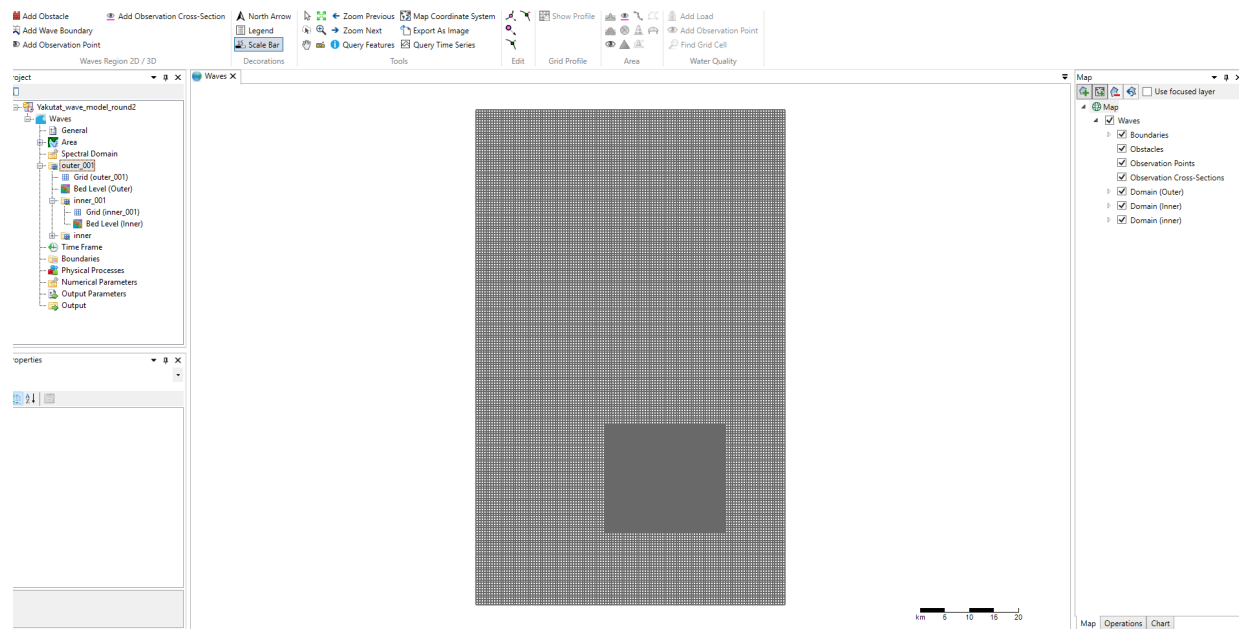 Add Obstacle
Add Observation Cross-Section
Add Wave Boundary
Add Observation Point
Waves Region 2D / 3D
North Arrow
Legend
Scale Bar
Decorations
Zoom Previous
Map Coordinate System
Zoom Next
Export As Image
Query Features
Query Time Series
Tools
Edit
Show Profile
Grid Profile
Area
Add Load
Add Observation Point
Find Grid Cell
Water Quality
roject
Yakutat_wave_model_round2
Waves
General
Area
Spectral Domain
outer_001
Grid (outer_001)
Bed Level (Outer)
inner_001
Grid (inner_001)
Bed Level (Inner)
inner
Time Frame
Boundaries
Physical Processes
Numerical Parameters
Output Parameters
Output
roperties
Waves
km 6 10 16 20
Map
Use focused layer
Map
Waves
Boundaries
Obstacles
Observation Points
Observation Cross-Sections
Domain (Outer)
Domain (Inner)
Domain (inner)
Map Operations Chart